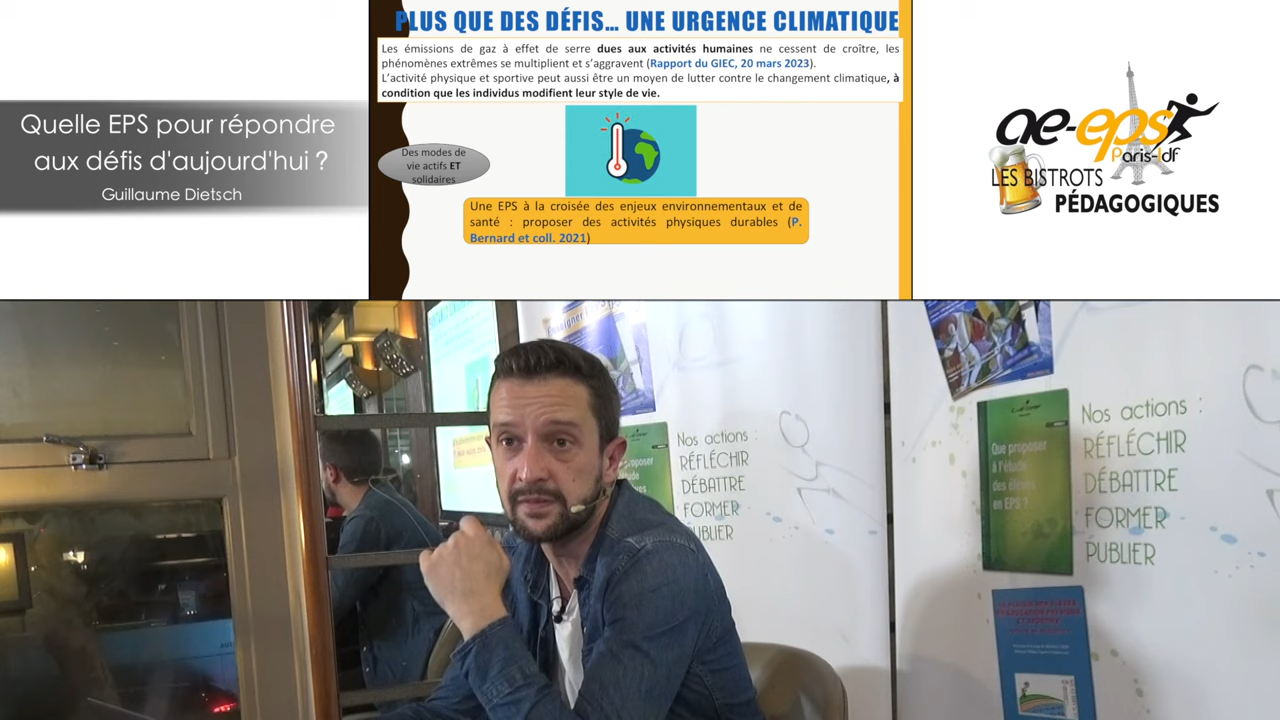 Quelle EPS pour répondre
aux défis d'aujourd'hui ?
Guillaume Dietsch
PLUS QUE DES DÉFIS... UNE URGENCE CLIMATIQUE
Les émissions de gaz à effet de serre dues aux activités humaines ne cessent de croître, les
phénomènes extrêmes se multiplient et s'aggravent (Rapport du GIEC, 20 mars 2023).
L'activité physique et sportive peut aussi être un moyen de lutter contre le changement climatique, à
condition que les individus modifient leur style de vie.
Des modes de
vie actifs ET
solidaires
Une EPS à la croisée des enjeux environnementaux et de
santé : proposer des activités physiques durables (P.
Bernard et coll. 2021)
ae-eps
Paris-Idf
LES BISTROTS
PÉDAGOGIQUES
Enseigner l'EPS
Nos actions :
RÉFLÉCHIR
DÉBATTRE
FORMER
PUBLIER
Que proposer
à l'étude
des élèves
en EPS ?
Nos actions :
RÉFLÉCHIR
DÉBATTRE
FORMER
PUBLIER